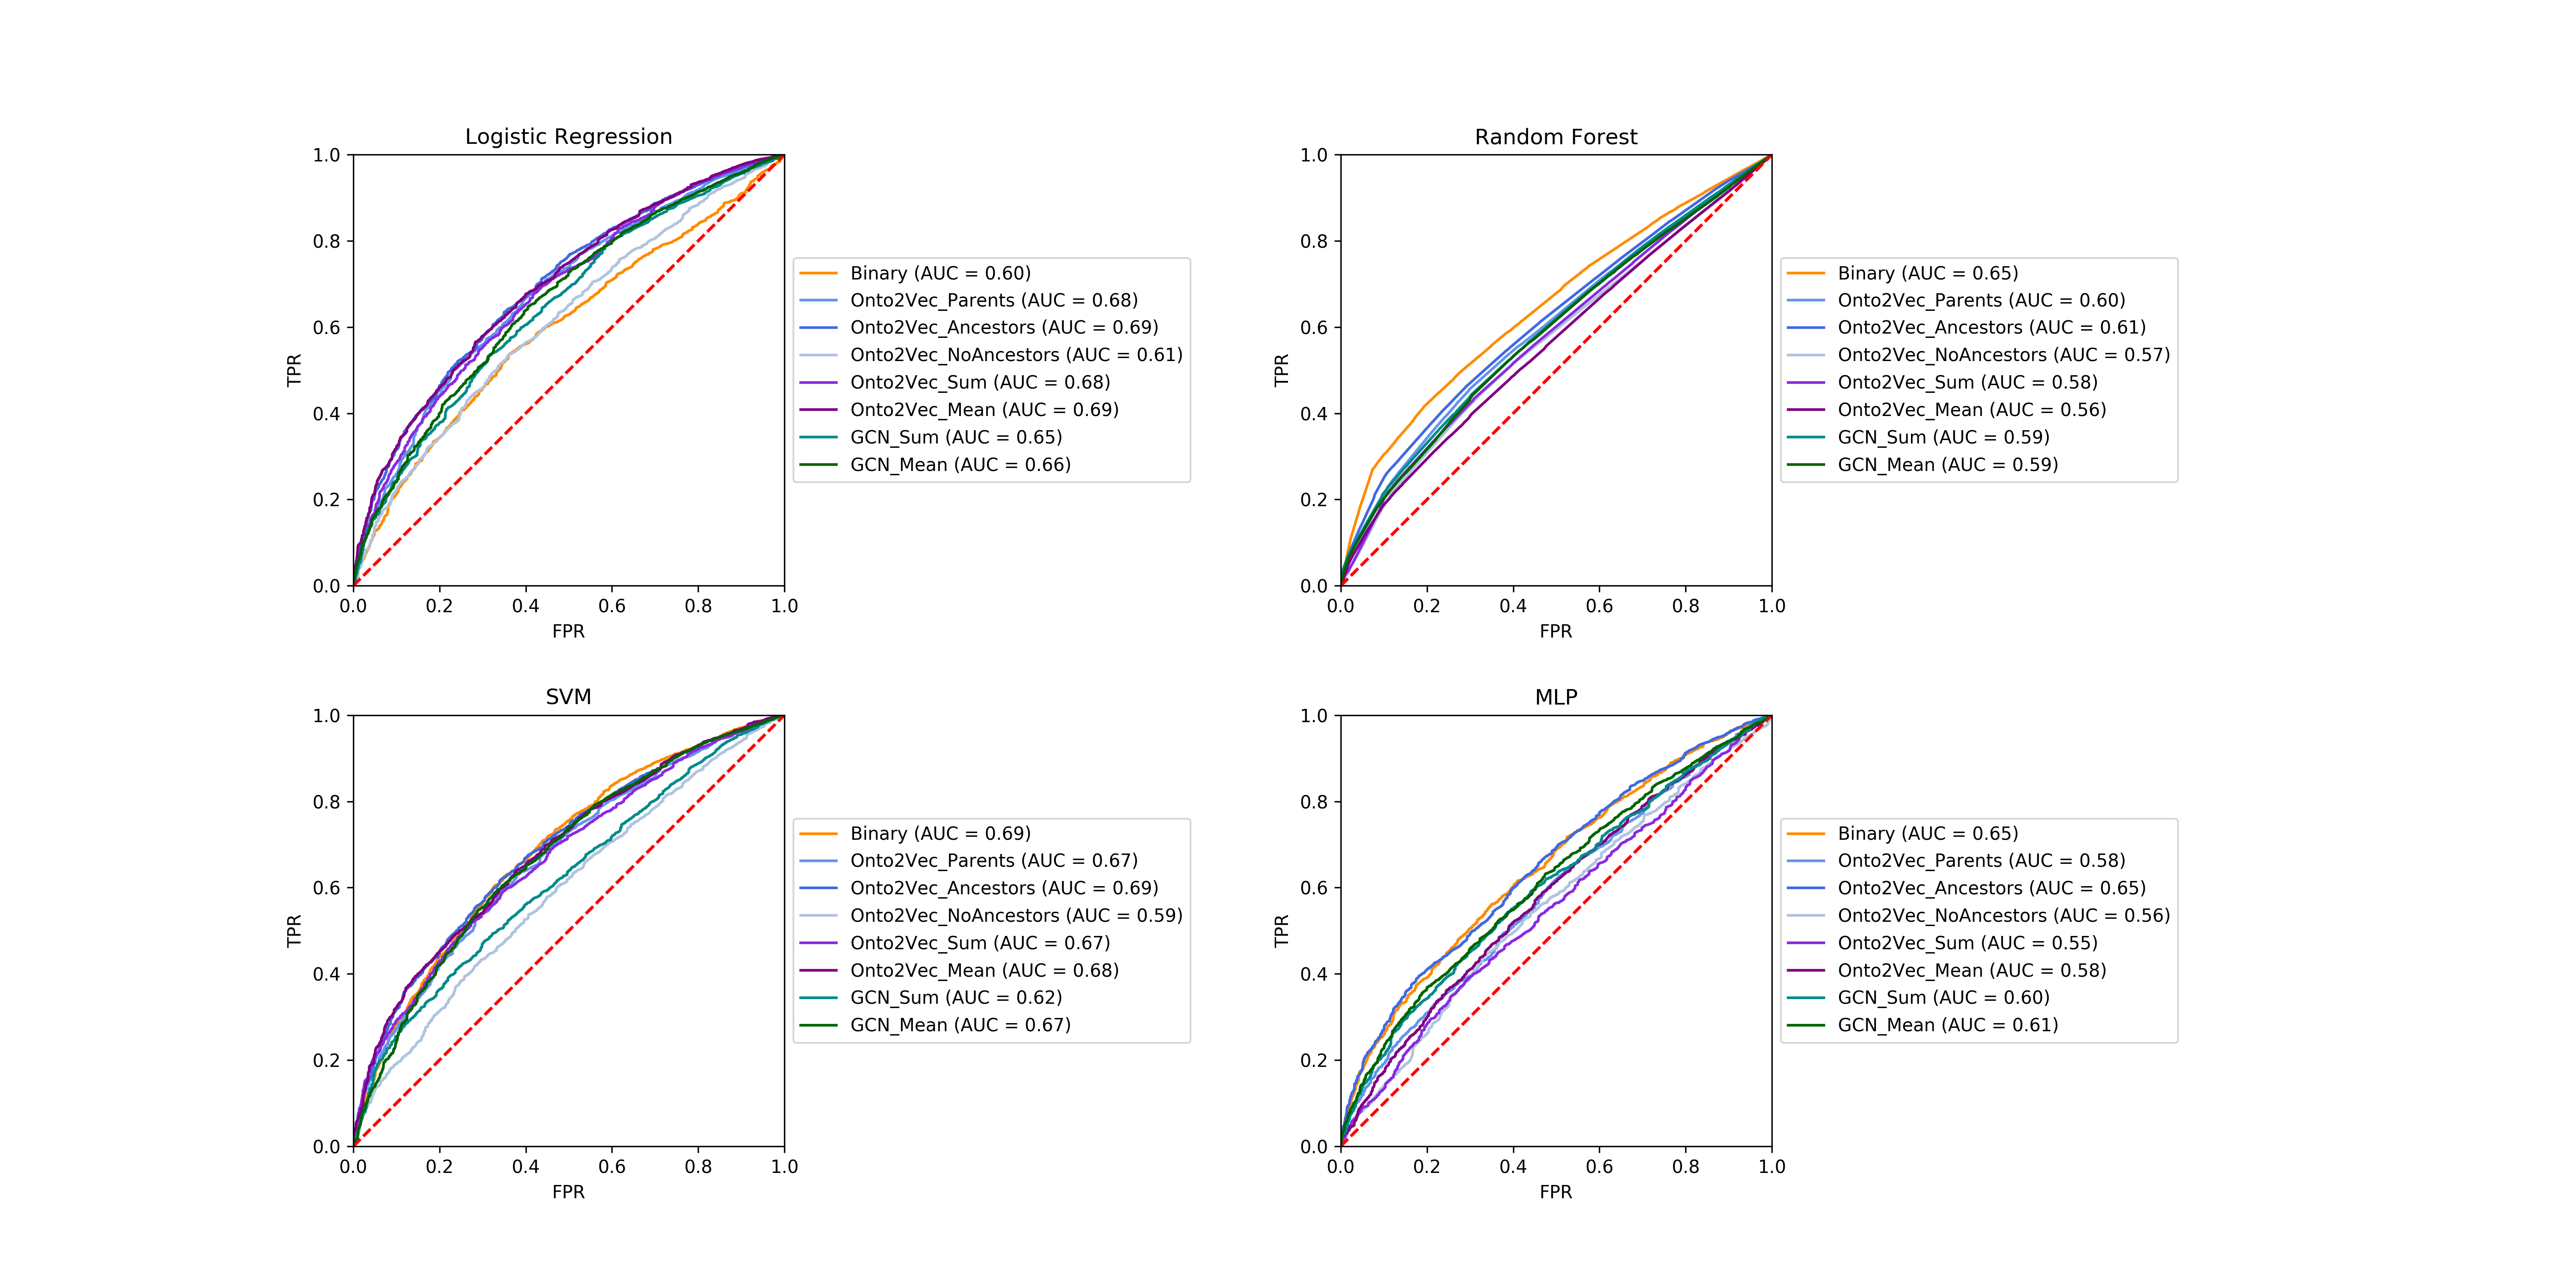 Logistic Regression
1.0
0.8
0.6
0.4
0.2
0.0
TPR
0.0 0.2 0.4 0.6 0.8 1.0
FPR
Binary (AUC = 0.60)
Onto2Vec_Parents (AUC = 0.68)
Onto2Vec_Ancestors (AUC = 0.69)
Onto2Vec_NoAncestors (AUC = 0.61)
Onto2Vec_Sum (AUC = 0.68)
Onto2Vec_Mean (AUC = 0.69)
GCN_Sum (AUC = 0.65)
GCN_Mean (AUC = 0.66)
Random Forest
1.0
0.8
0.6
0.4
0.2
0.0
TPR
0.0 0.2 0.4 0.6 0.8 1.0
FPR
Binary (AUC = 0.65)
Onto2Vec_Parents (AUC = 0.60)
Onto2Vec_Ancestors (AUC = 0.61)
Onto2Vec_NoAncestors (AUC = 0.57)
Onto2Vec_Sum (AUC = 0.58)
Onto2Vec_Mean (AUC = 0.56)
GCN_Sum (AUC = 0.59)
GCN_Mean (AUC = 0.59)
SVM
1.0
0.8
0.6
0.4
0.2
0.0
TPR
0.0 0.2 0.4 0.6 0.8 1.0
FPR
Binary (AUC = 0.69)
Onto2Vec_Parents (AUC = 0.67)
Onto2Vec_Ancestors (AUC = 0.69)
Onto2Vec_NoAncestors (AUC = 0.59)
Onto2Vec_Sum (AUC = 0.67)
Onto2Vec_Mean (AUC = 0.68)
GCN_Sum (AUC = 0.62)
GCN_Mean (AUC = 0.67)
MLP
1.0
0.8
0.6
0.4
0.2
0.0
TPR
0.0 0.2 0.4 0.6 0.8 1.0
FPR
Binary (AUC = 0.65)
Onto2Vec_Parents (AUC = 0.58)
Onto2Vec_Ancestors (AUC = 0.65)
Onto2Vec_NoAncestors (AUC = 0.56)
Onto2Vec_Sum (AUC = 0.55)
Onto2Vec_Mean (AUC = 0.58)
GCN_Sum (AUC = 0.60)
GCN_Mean (AUC = 0.61)